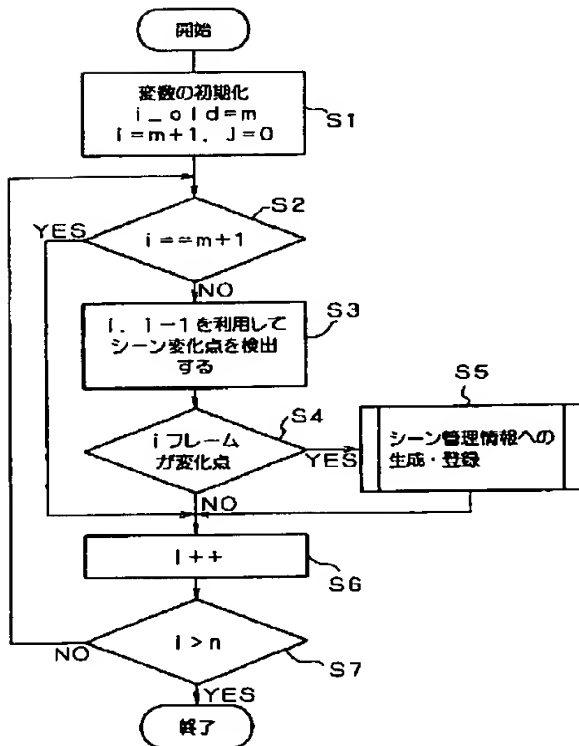 開始
変数の初期化
i_old=m
i=m+1, J=0
S1
S2
YES
i==m+1
NO
i, i-1を利用して
シーン変化点を検出
する
S3
S4
iフレーム
が変化点
YES
NO
S5
シーン管理情報への
生成・登録
i++
S6
i>n
NO
S7
YES
終了